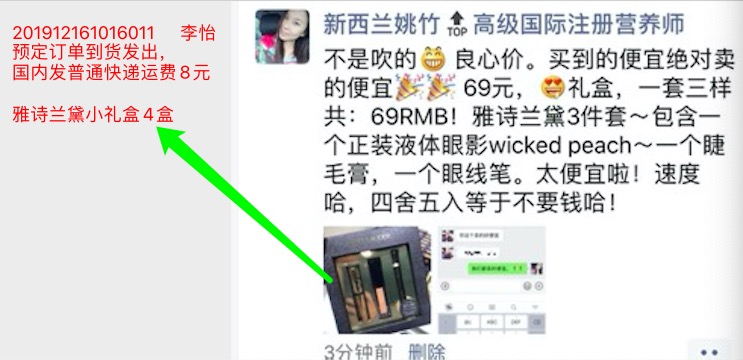 201912161016011 李怡
预定订单到货发出，
国内发普通快递运费８元
雅诗兰黛小礼盒４盒
新西兰姚竹🔝高级国际注册营养师
不是吹的😁 良心价。买到的便宜绝对卖
的便宜🎉🎉 69元，😍礼盒，一套三样
共：69RMB！雅诗兰黛3件套～包含一
个正装液体眼影wicked peach～一个睫
毛膏，一个眼线笔。太便宜啦！速度
哈，四舍五入等于不要钱哈！
3分钟前 删除